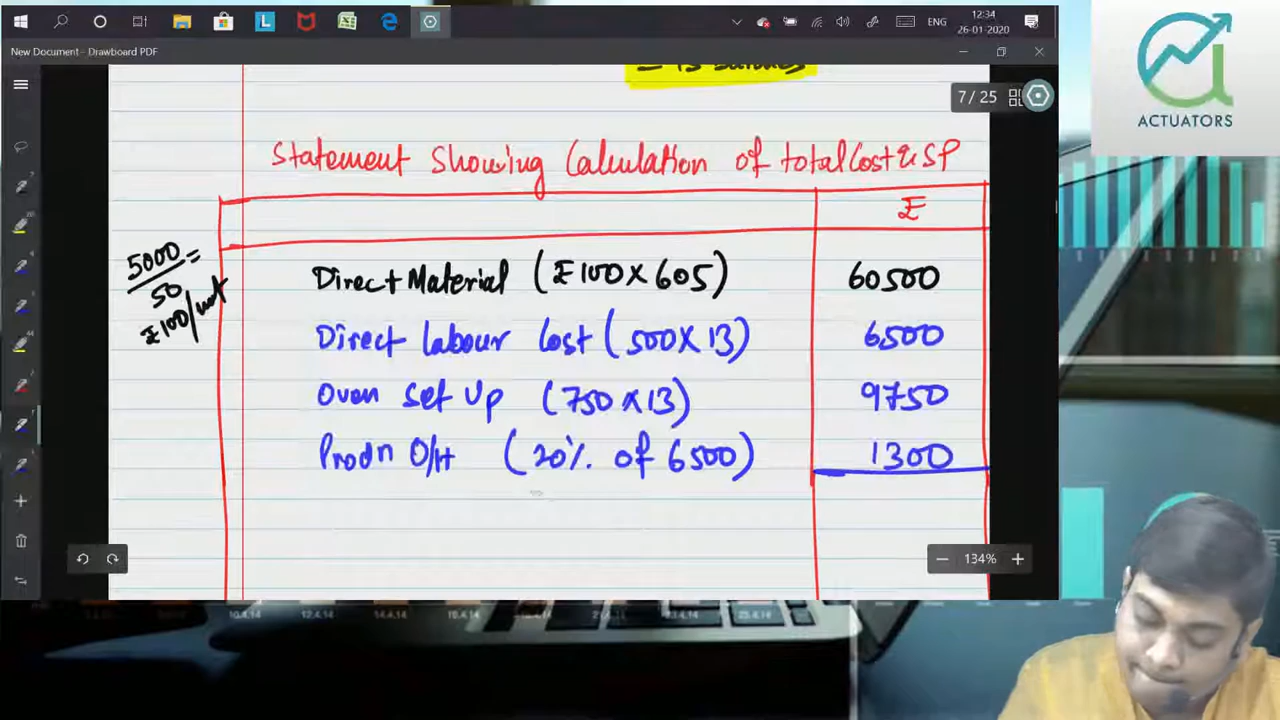 ENG
12:34
26-01-2020
New Document - Drawboard PDF
ACTUATORS
= 13 batches
7 / 25
Statement Showing Calculation of total Cost & SP
₹
5000/50 =
₹100/unit
Direct Material (₹100 X 605) 60500
Direct labour Cost (500 X 13) 6500
Oven set Up (750 X 13) 9750
Prodn O/H (20% of 6500) 1300
134%